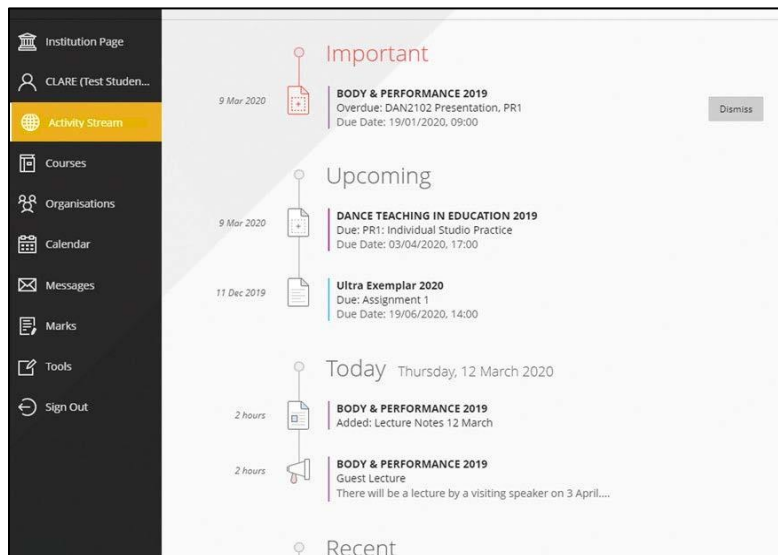 Institution Page
CLARE (Test Studen...
Activity Stream
Courses
Organisations
Calendar
Messages
Marks
Tools
Sign Out
Important
9 Mar 2020
BODY & PERFORMANCE 2019
Overdue: DAN2102 Presentation, PR1
Due Date: 19/01/2020, 09:00
Dismiss
Upcoming
9 Mar 2020
DANCE TEACHING IN EDUCATION 2019
Due: PR1: Individual Studio Practice
Due Date: 03/04/2020, 17:00
11 Dec 2019
Ultra Exemplar 2020
Due: Assignment 1
Due Date: 19/06/2020, 14:00
Today Thursday, 12 March 2020
2 hours
BODY & PERFORMANCE 2019
Added: Lecture Notes 12 March
2 hours
BODY & PERFORMANCE 2019
Guest Lecture
There will be a lecture by a visiting speaker on 3 April....
Recent